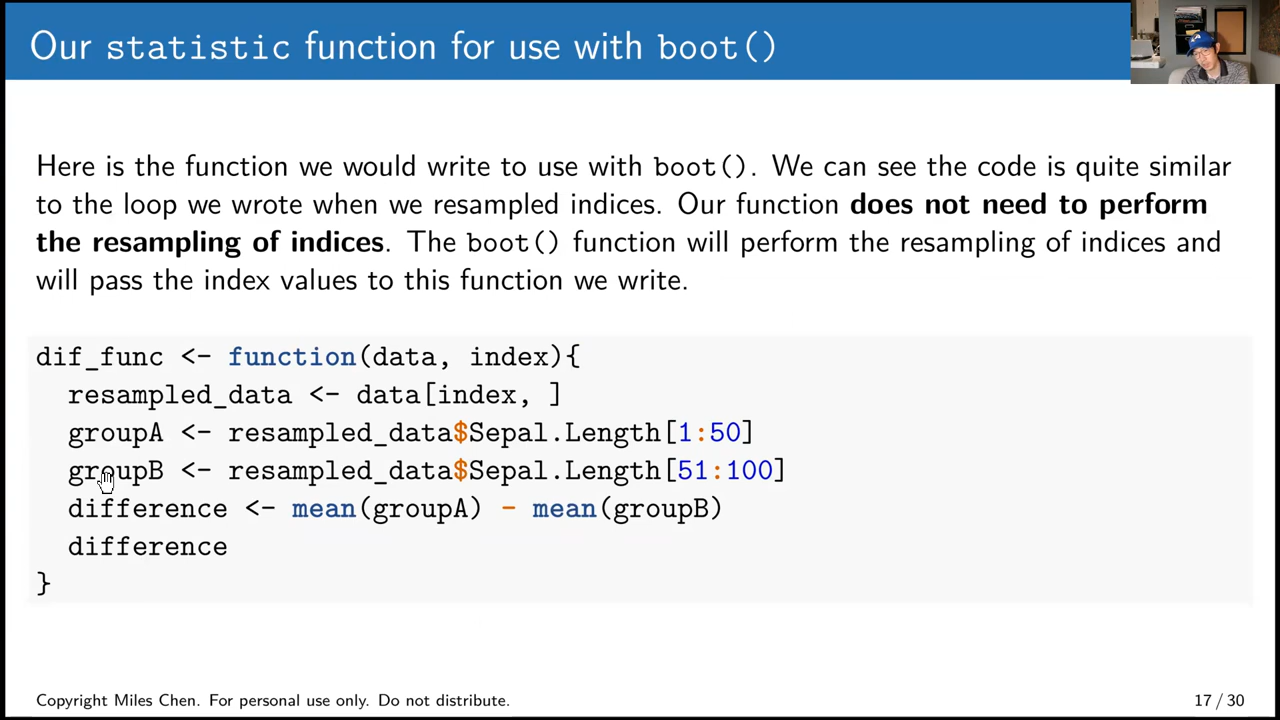 Our statistic function for use with boot()
Here is the function we would write to use with boot(). We can see the code is quite similar
to the loop we wrote when we resampled indices. Our function does not need to perform
the resampling of indices. The boot() function will perform the resampling of indices and
will pass the index values to this function we write.
dif_func <- function(data, index){
  resampled_data <- data[index, ]
  groupA <- resampled_data$Sepal.Length[1:50]
  groupB <- resampled_data$Sepal.Length[51:100]
  difference <- mean(groupA) - mean(groupB)
  difference
}
Copyright Miles Chen. For personal use only. Do not distribute.
17 / 30